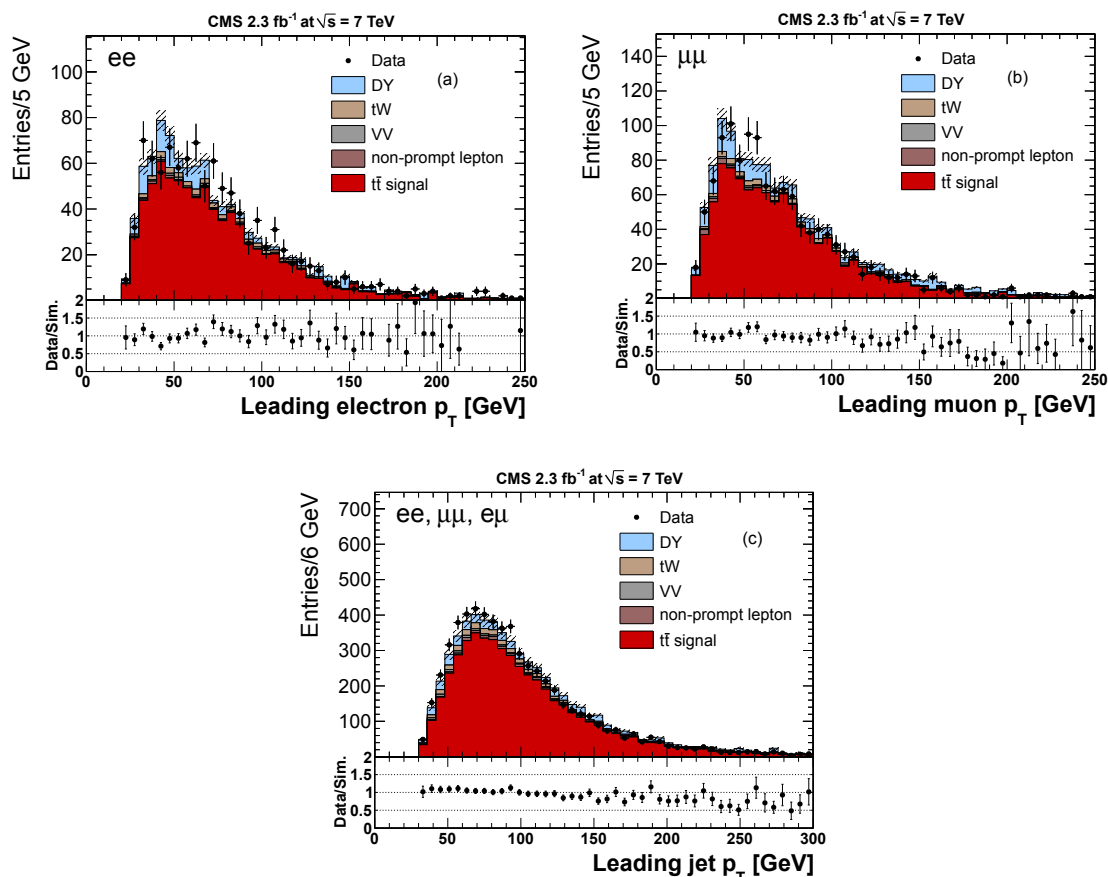 CMS 2.3 fb⁻¹ at √s = 7 TeV
Entries/5 GeV
ee
(a)
Data
DY
tW
VV
non-prompt lepton
tt̄ signal
100
80
60
40
20
2
Data/Sim.
1.5
1.0
0.5
0 50 100 150 200 250
Leading electron p_T [GeV]
CMS 2.3 fb⁻¹ at √s = 7 TeV
Entries/5 GeV
μμ
(b)
Data
DY
tW
VV
non-prompt lepton
tt̄ signal
140
120
100
80
60
40
20
2
Data/Sim.
1.5
1.0
0.5
0 50 100 150 200 250
Leading muon p_T [GeV]
CMS 2.3 fb⁻¹ at √s = 7 TeV
Entries/6 GeV
ee, μμ, eμ
(c)
Data
DY
tW
VV
non-prompt lepton
tt̄ signal
700
600
500
400
300
200
100
2
Data/Sim.
1.5
1.0
0.5
0 50 100 150 200 250 300
Leading jet p_T [GeV]